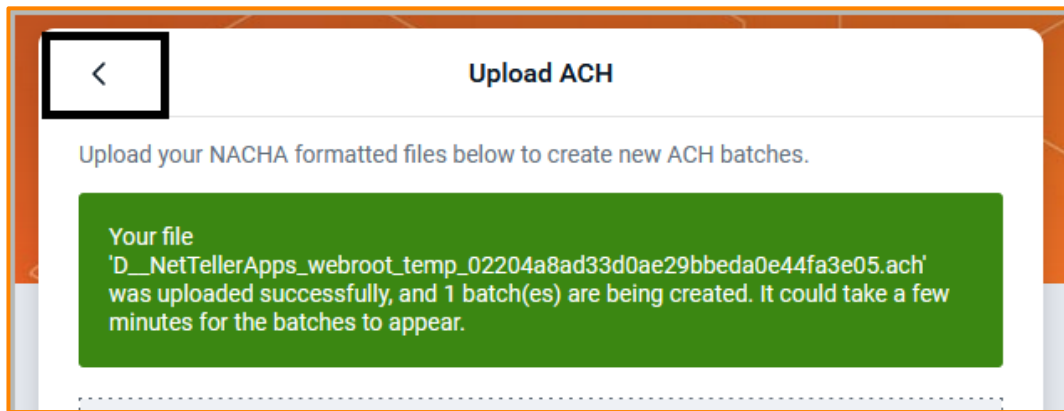 Upload ACH
Upload your NACHA formatted files below to create new ACH batches.
Your file
'D__NetTellerApps_webroot_temp_02204a8ad33d0ae29bbeda0e44fa3e05.ach'
was uploaded successfully, and 1 batch(es) are being created. It could take a few
minutes for the batches to appear.